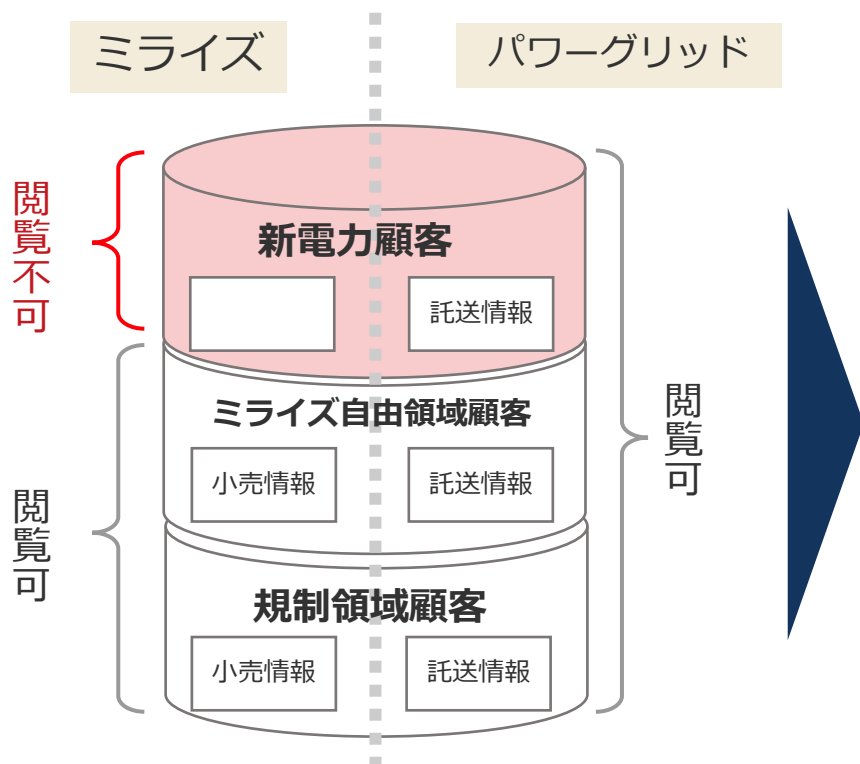 ミライズ
パワーグリッド
閲覧不可
新電力顧客
託送情報
ミライズ自由領域顧客
小売情報
託送情報
閲覧可
閲覧可
規制領域顧客
小売情報
託送情報